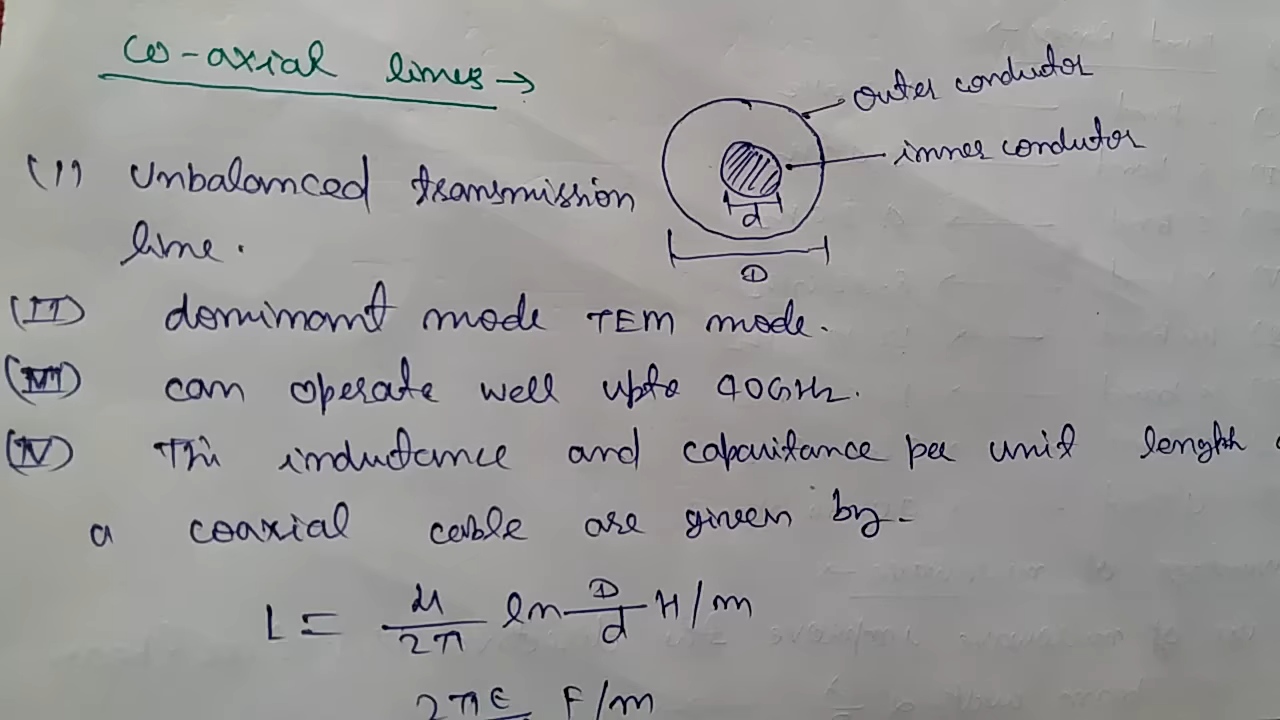 co-axial lines →
outer conductor
inner condutor
d
D
(I) Unbalanced transmission
line.
(II) dominant mode TEM mode.
(III) can operate well upto 40GHz.
(IV) The inductance and capacitance per unit length
a coaxial cable are given by-
L = μ/2π ln D/d H/m
2πϵ F/m